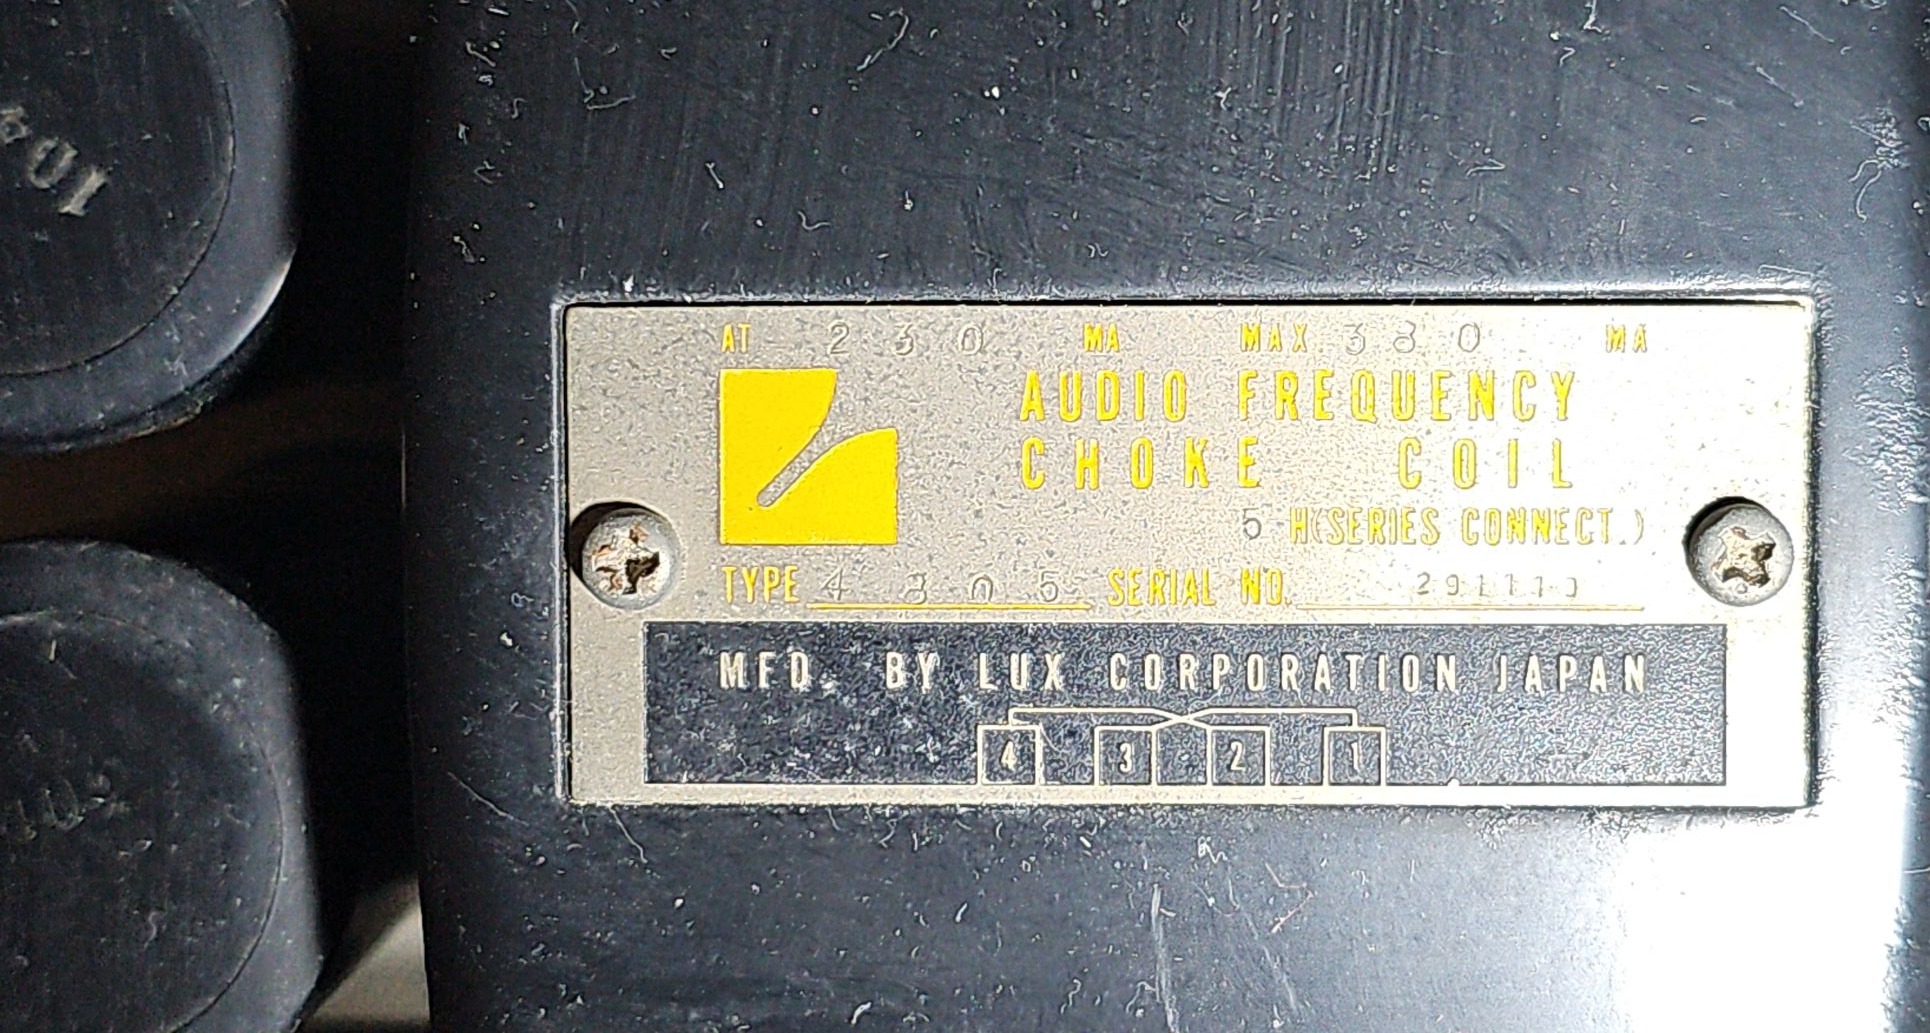 AT 230 MA MAX 380 MA
AUDIO FREQUENCY
CHOKE COIL
5 H(SERIES CONNECT.)
TYPE 4305 SERIAL NO.
MFD. BY LUX CORPORATION JAPAN
4 3 2 1